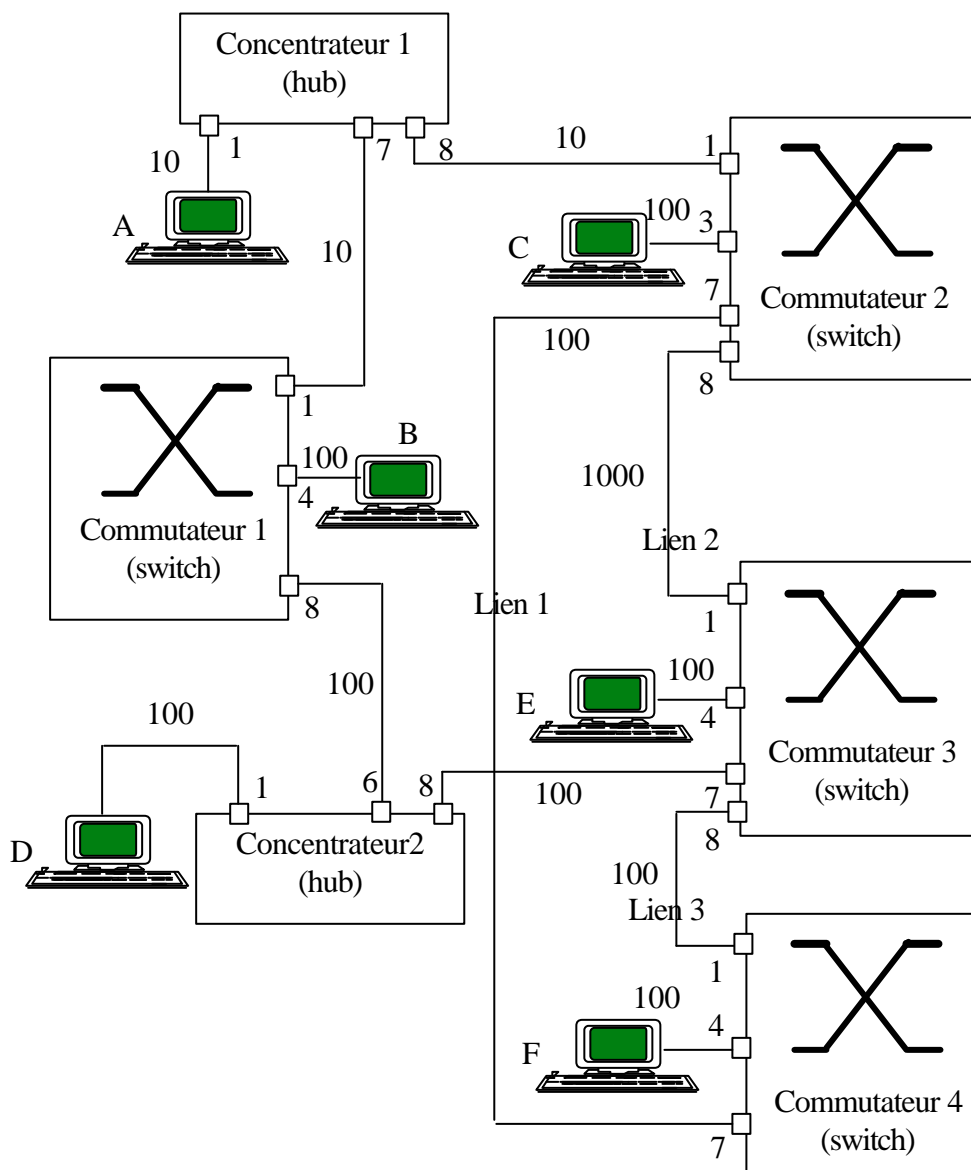 Concentrateur 1
(hub)
1
7
8
10
10
1
A
10
100
3
C
7
Commutateur 2
(switch)
100
8
1
B
100
4
1000
Commutateur 1
(switch)
Lien 2
8
Lien 1
1
100
100
E
4
100
Commutateur 3
(switch)
1
6
8
100
7
8
D
Concentrateur2
(hub)
100
Lien 3
1
100
4
F
Commutateur 4
(switch)
7